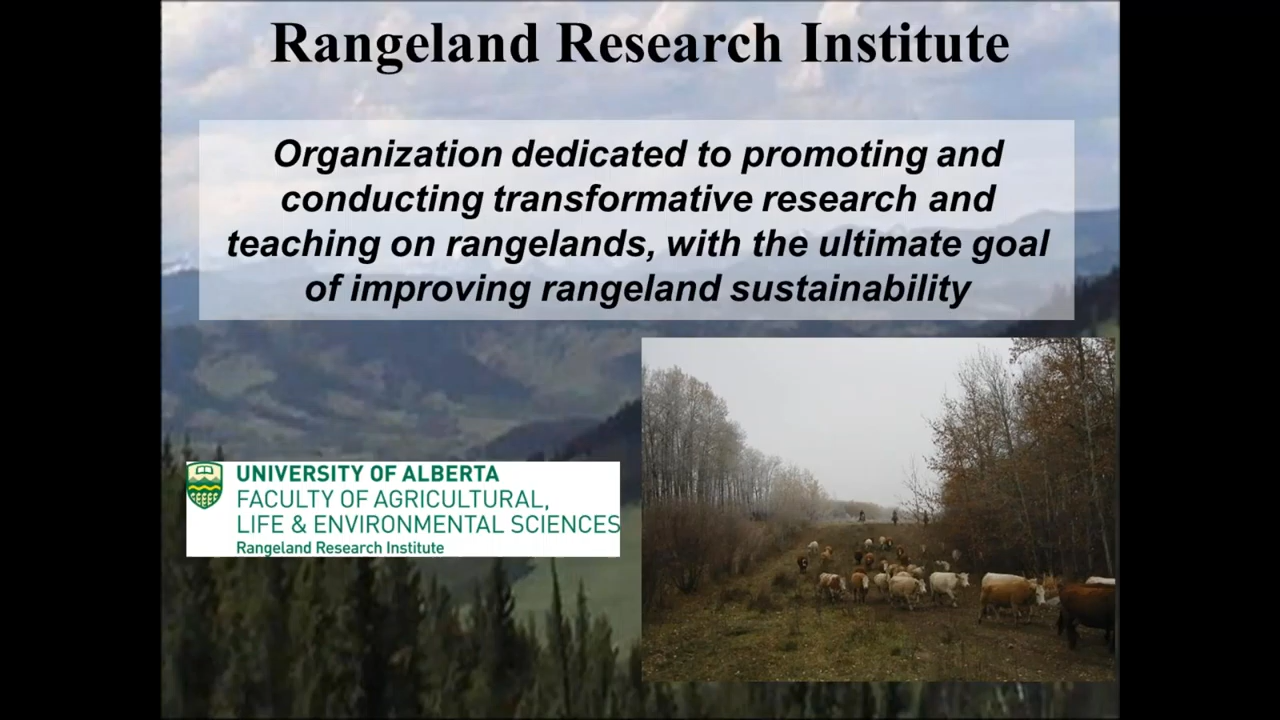 Rangeland Research Institute
Organization dedicated to promoting and
conducting transformative research and
teaching on rangelands, with the ultimate goal
of improving rangeland sustainability
UNIVERSITY OF ALBERTA
FACULTY OF AGRICULTURAL,
LIFE & ENVIRONMENTAL SCIENCES
Rangeland Research Institute